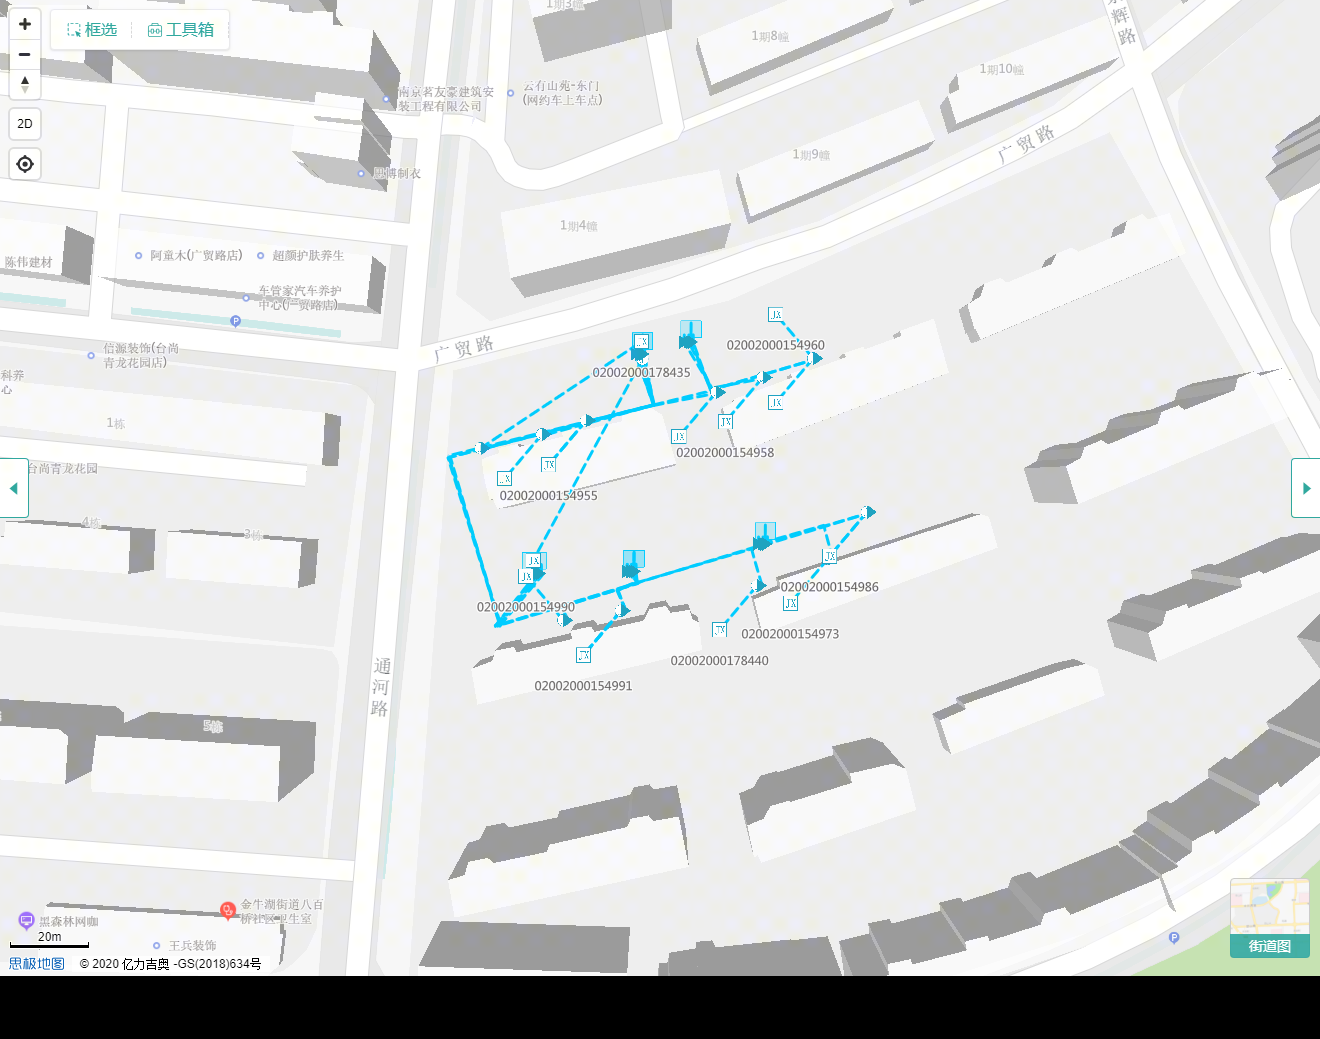 +
框选
工具箱
−
2D
1期3幢
1期8幢
1期10幢
辉路
南京茗友豪建筑安
装工程有限公司
云有山苑-东门
(网约车上车点)
思博制衣
1期9幢
广贸路
1期4幢
陈伟建材
阿童木(广贸路店)
超颜护肤养生
车管家汽车养护
中心(广贸路店)
P
广贸路
信源装饰(台尚
青龙花园店)
科养
心
1栋
台尚青龙花园
4栋
3栋
5栋
JX
02002000154960
02002000178435
JX
JX
JX
02002000154958
JX
JX
02002000154955
JX
JX
02002000154990
JX
02002000154986
JX
02002000154973
JX
02002000178440
JX
02002000154991
通河路
金牛湖街道八百
桥社区卫生室
黑森林网咖
20m
王兵装饰
思极地图
© 2020 亿力吉奥 -GS(2018)634号
P
街道图